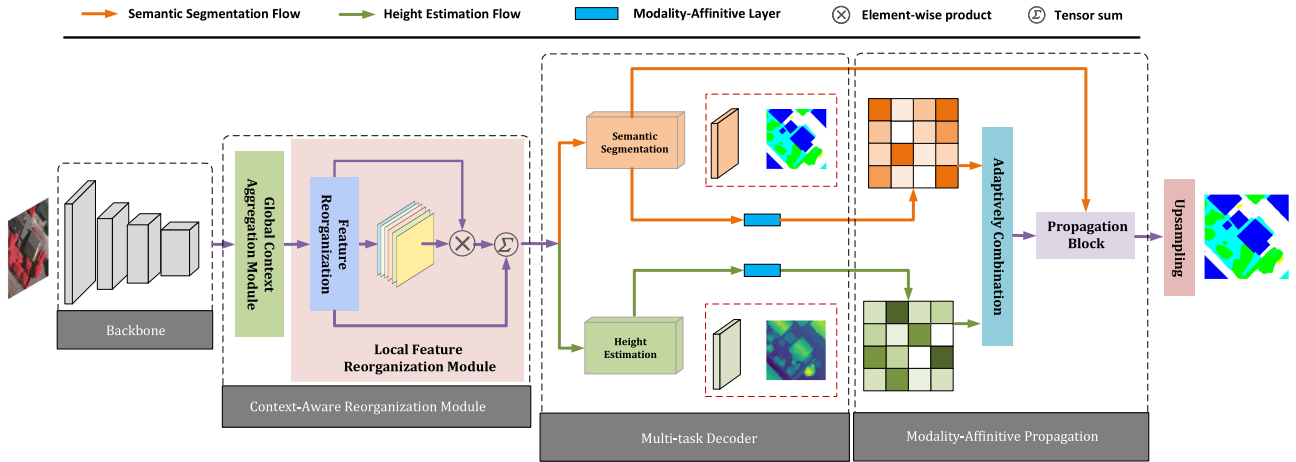 Semantic Segmentation Flow
Height Estimation Flow
Modality-Affinitive Layer
Element-wise product
Σ
Tensor sum
Backbone
Global Context
Aggregation Module
Feature
Reorganization
Σ
Local Feature
Reorganization Module
Context-Aware Reorganization Module
Semantic
Segmentation
Height
Estimation
Multi-task Decoder
Adaptively Combination
Propagation
Block
Modality-Affinitive Propagation
Upsampling